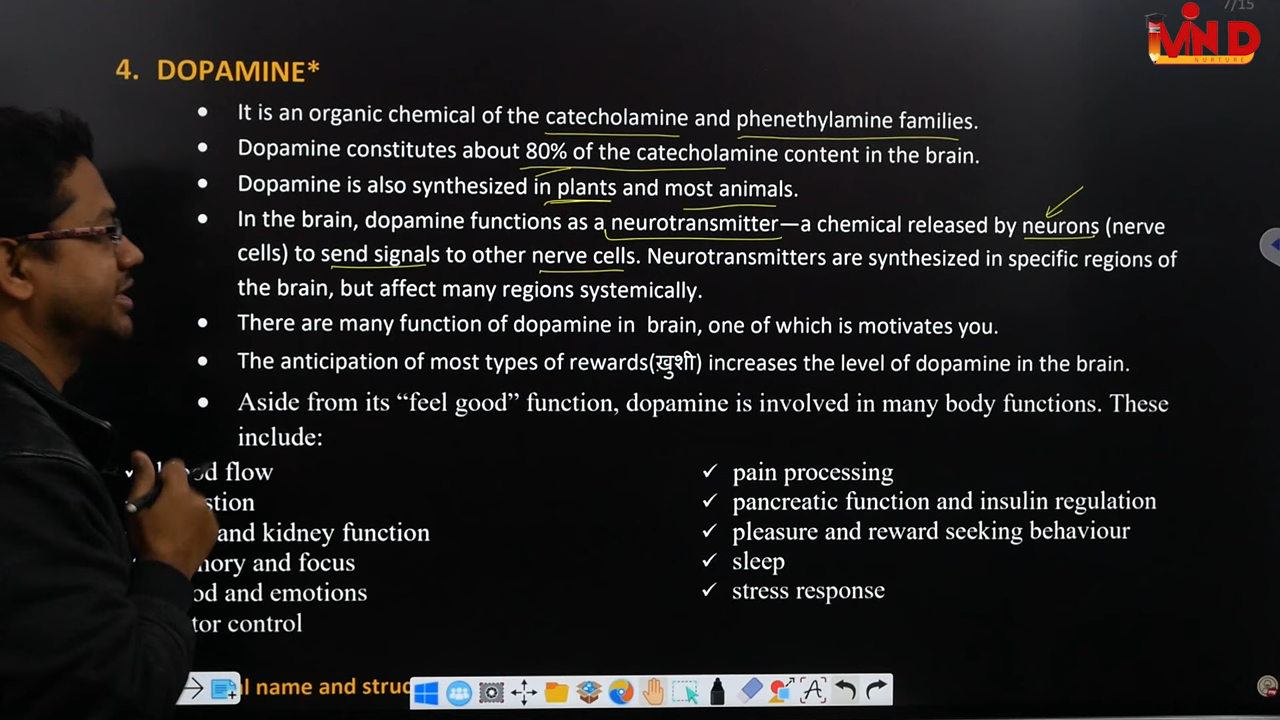 7/15
MIND
NURTURE
4. DOPAMINE*
• It is an organic chemical of the catecholamine and phenethylamine families.
• Dopamine constitutes about 80% of the catecholamine content in the brain.
• Dopamine is also synthesized in plants and most animals.
• In the brain, dopamine functions as a neurotransmitter—a chemical released by neurons (nerve
cells) to send signals to other nerve cells. Neurotransmitters are synthesized in specific regions of
the brain, but affect many regions systemically.
• There are many function of dopamine in brain, one of which is motivates you.
• The anticipation of most types of rewards(ख़ुशी) increases the level of dopamine in the brain.
• Aside from its “feel good” function, dopamine is involved in many body functions. These
include:
flow
and kidney function
and focus
and emotions
control
✓ pain processing
✓ pancreatic function and insulin regulation
✓ pleasure and reward seeking behaviour
✓ sleep
✓ stress response
name and